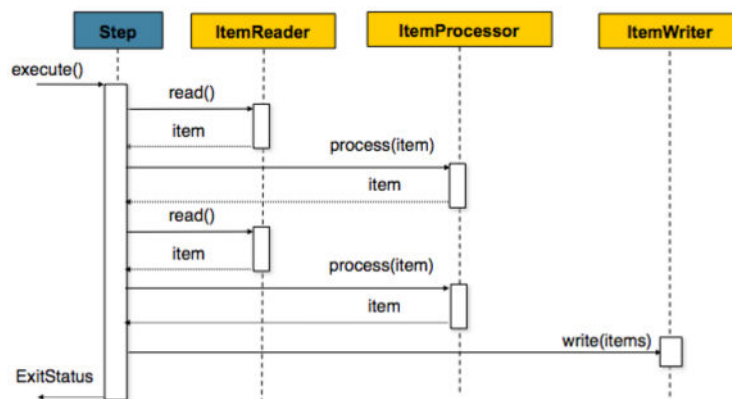 Step
ItemReader
ItemProcessor
ItemWriter
execute()
read()
item
process(item)
item
read()
item
process(item)
item
write(items)
ExitStatus